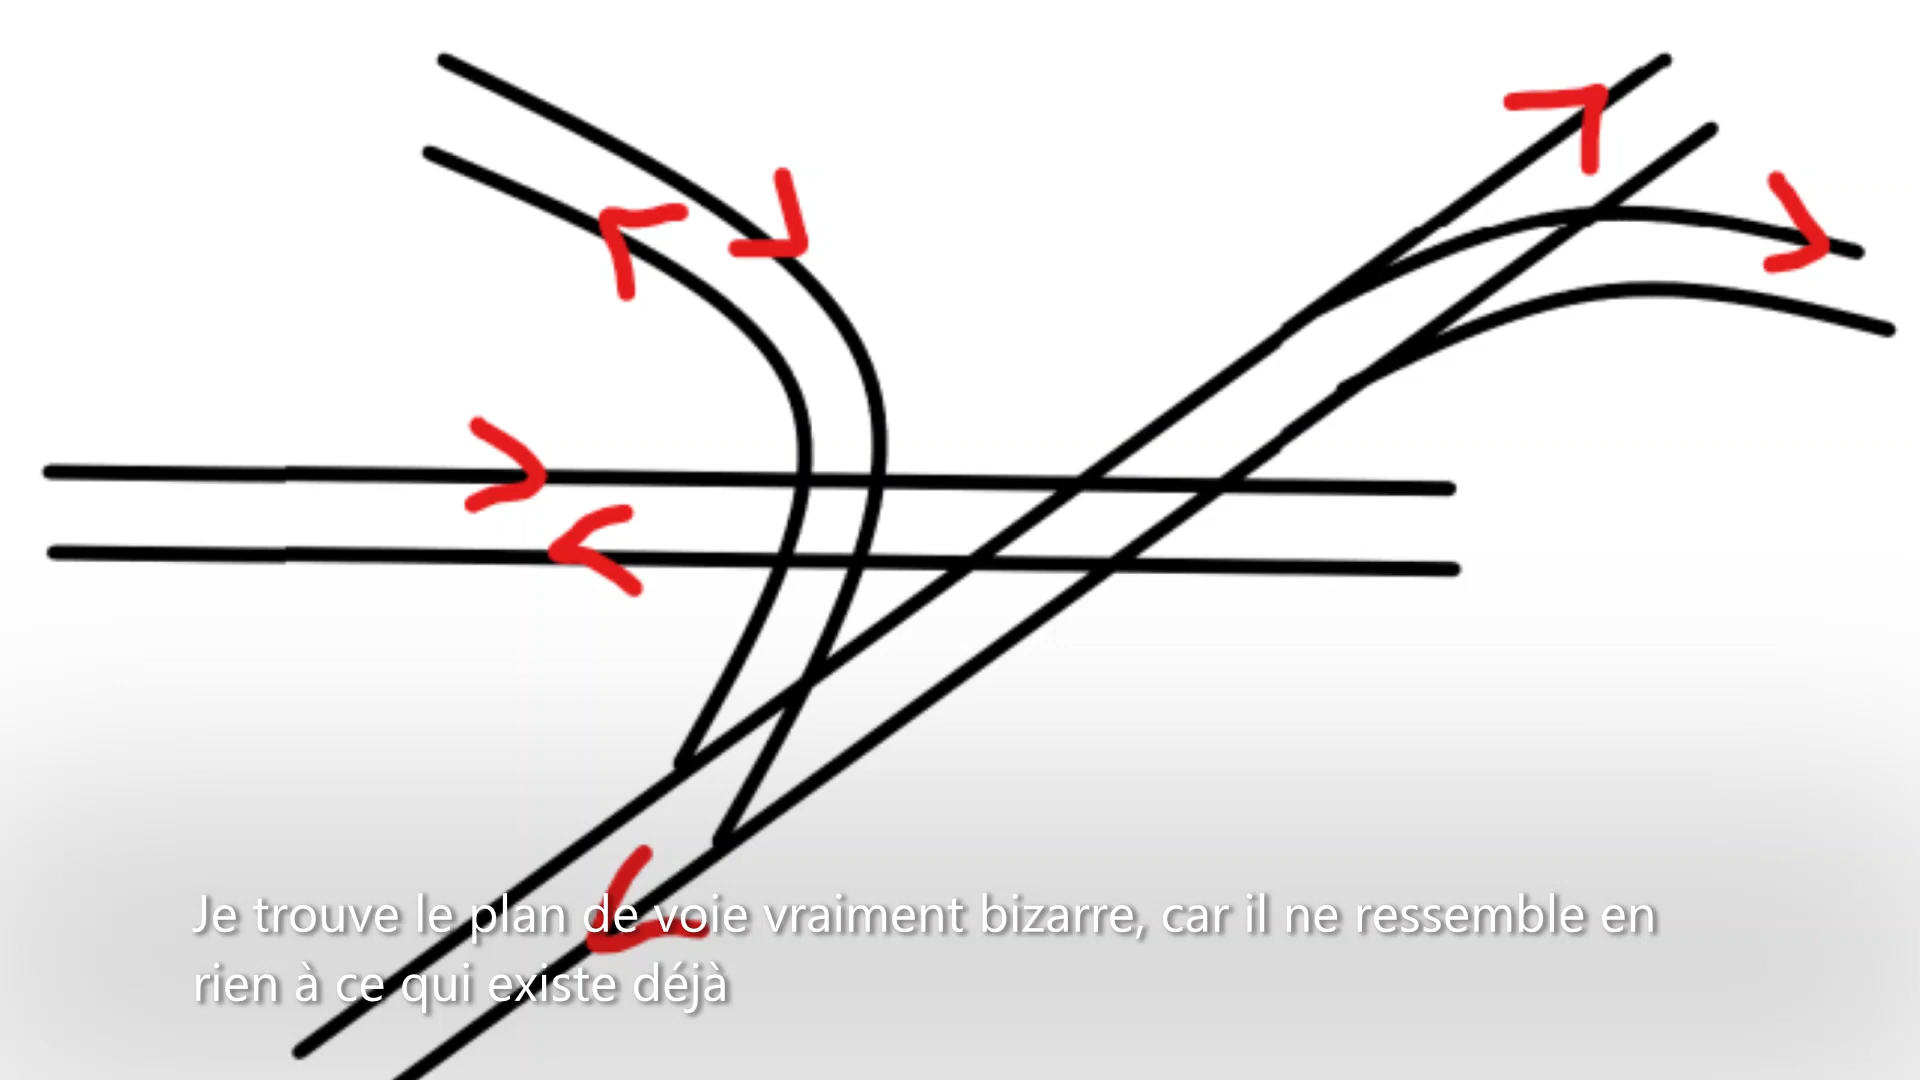 Je trouve le plan de voie vraiment bizarre, car il ne ressemble en
rien à ce qui existe déjà